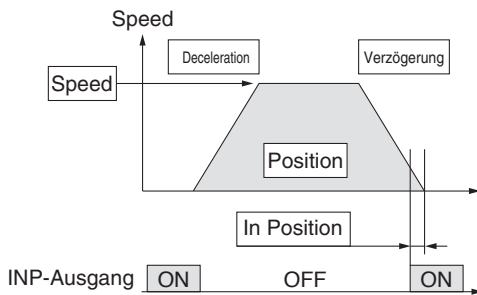 Speed
Deceleration
Verzögerung
Speed
Position
In Position
INP-Ausgang
ON
OFF
ON